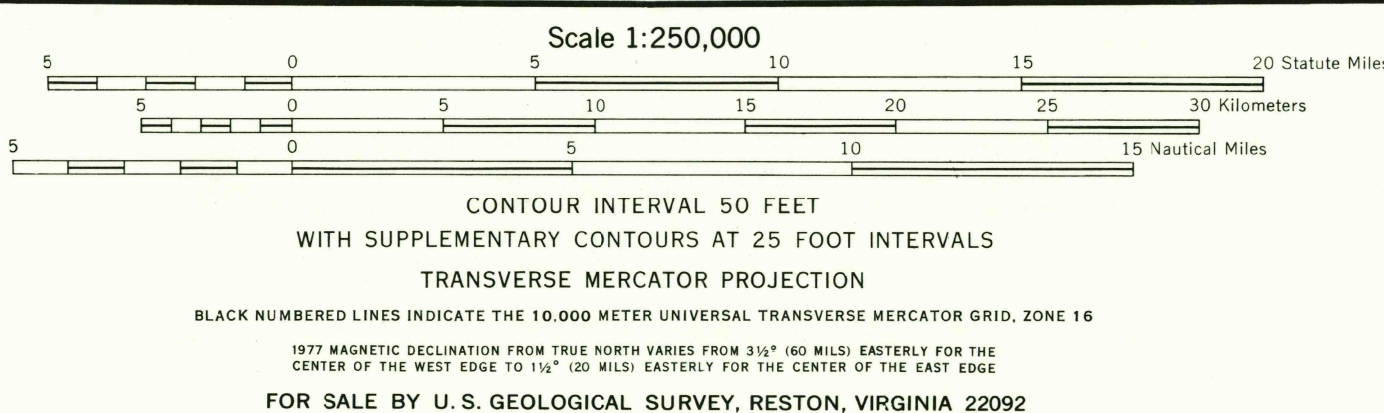 Scale 1:250,000
5 0 5 10 15 20 Statute Miles
5 0 5 10 15 20 25 30 Kilometers
5 0 5 10 15 Nautical Miles
CONTOUR INTERVAL 50 FEET
WITH SUPPLEMENTARY CONTOURS AT 25 FOOT INTERVALS
TRANSVERSE MERCATOR PROJECTION
BLACK NUMBERED LINES INDICATE THE 10,000 METER UNIVERSAL TRANSVERSE MERCATOR GRID, ZONE 16
1977 MAGNETIC DECLINATION FROM TRUE NORTH VARIES FROM 3½° (60 MILS) EASTERLY FOR THE
CENTER OF THE WEST EDGE TO 1½° (20 MILS) EASTERLY FOR THE CENTER OF THE EAST EDGE
FOR SALE BY U.S. GEOLOGICAL SURVEY, RESTON, VIRGINIA 22092